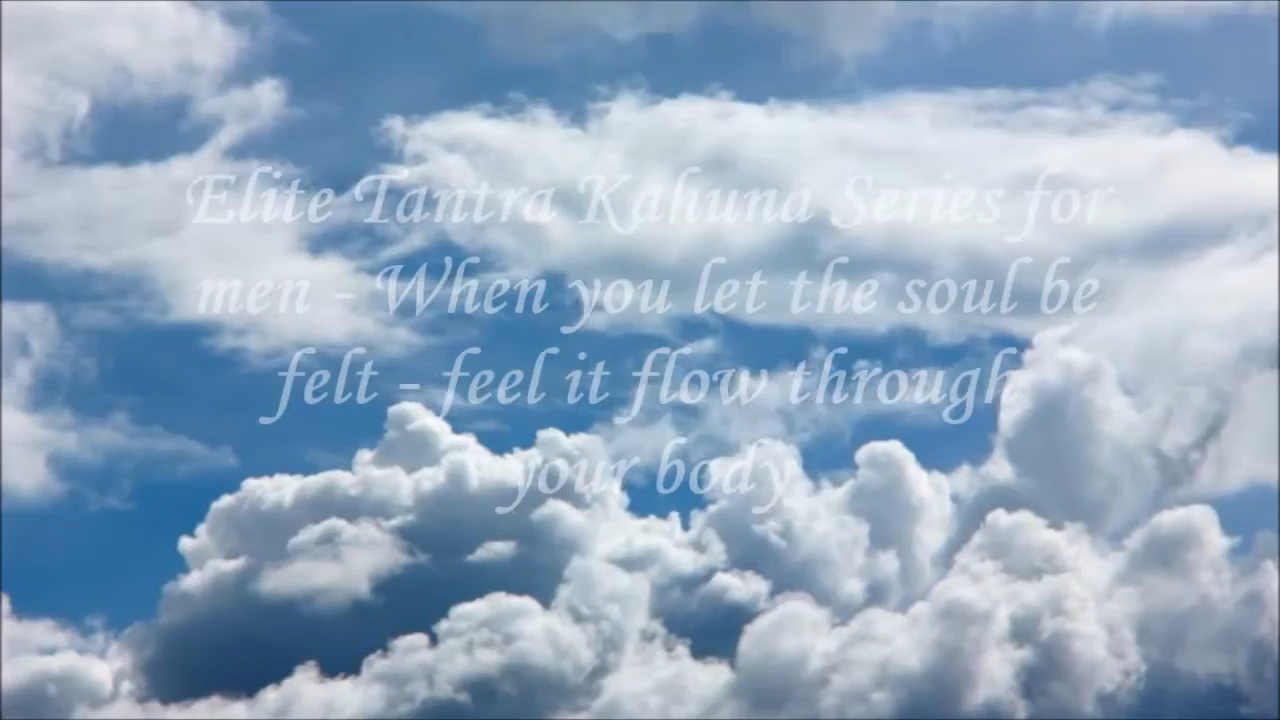 Elite Tantra Kahuna Series for
men - When you let the soul be
felt - feel it flow through
your body